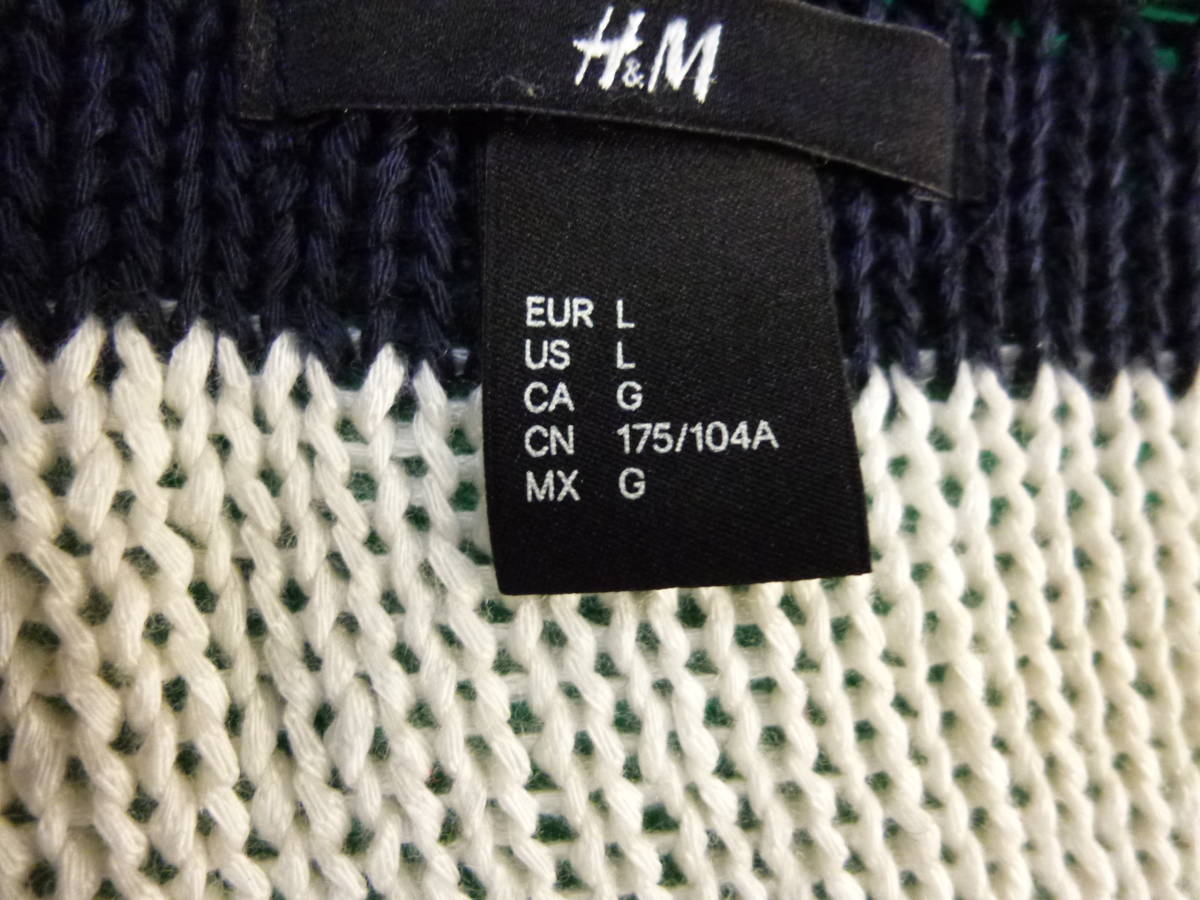 H&M
EUR L
US L
CA G
CN 175/104A
MX G